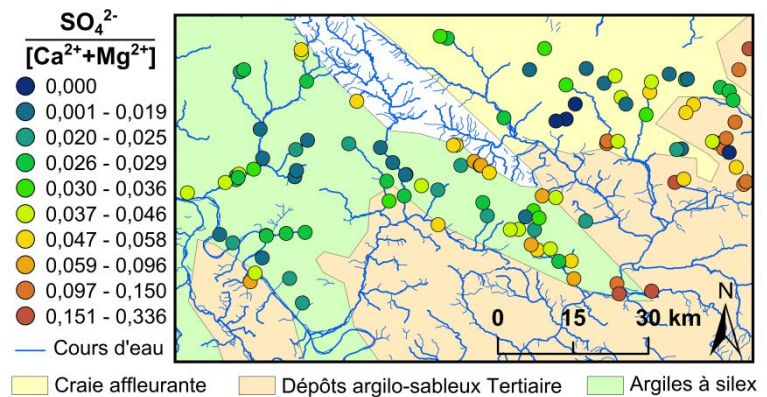 SO₄²⁻
[Ca²⁺+Mg²⁺]
0,000
0,001 - 0,019
0,020 - 0,025
0,026 - 0,029
0,030 - 0,036
0,037 - 0,046
0,047 - 0,058
0,059 - 0,096
0,097 - 0,150
0,151 - 0,336
Cours d'eau
N
0 15 30 km
Craie affleurante Dépôts argilo-sableux Tertiaire Argiles à silex